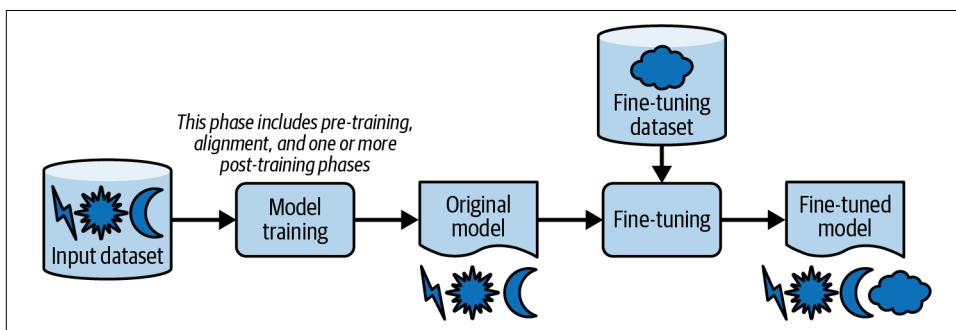 This phase includes pre-training,
alignment, and one or more
post-training phases
Input dataset
Model
training
Original
model
Fine-tuning
dataset
Fine-tuning
Fine-tuned
model